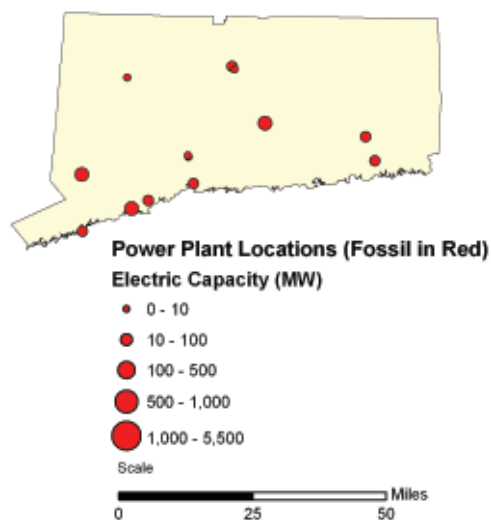 Power Plant Locations (Fossil in Red)
Electric Capacity (MW)
0 - 10
10 - 100
100 - 500
500 - 1,000
1,000 - 5,500
Scale
Miles
0 25 50